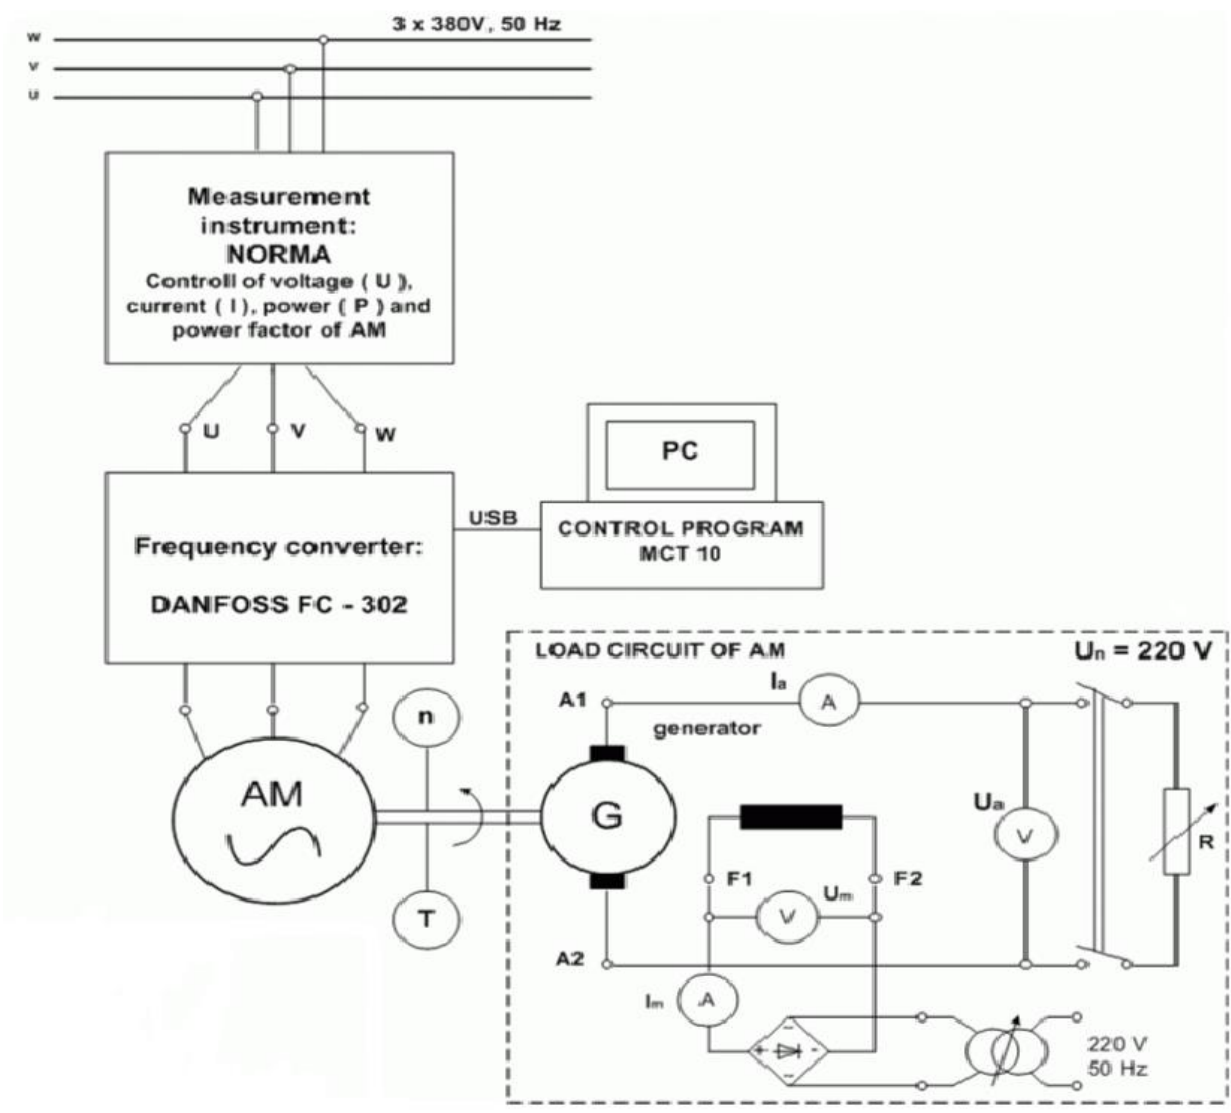 3 x 380V, 50 Hz
W
V
U
Measurement
instrument:
NORMA
Controll of voltage ( U ),
current ( I ), power ( P ) and
power factor of AM
U
V
W
PC
USB
CONTROL PROGRAM
MCT 10
Frequency converter:
DANFOSS FC - 302
LOAD CIRCUIT OF AM
Un = 220 V
Ia
A1
A
n
generator
AM
G
Ua
V
R
F1
F2
Um
V
T
A2
Im
A
+
-
220 V
50 Hz